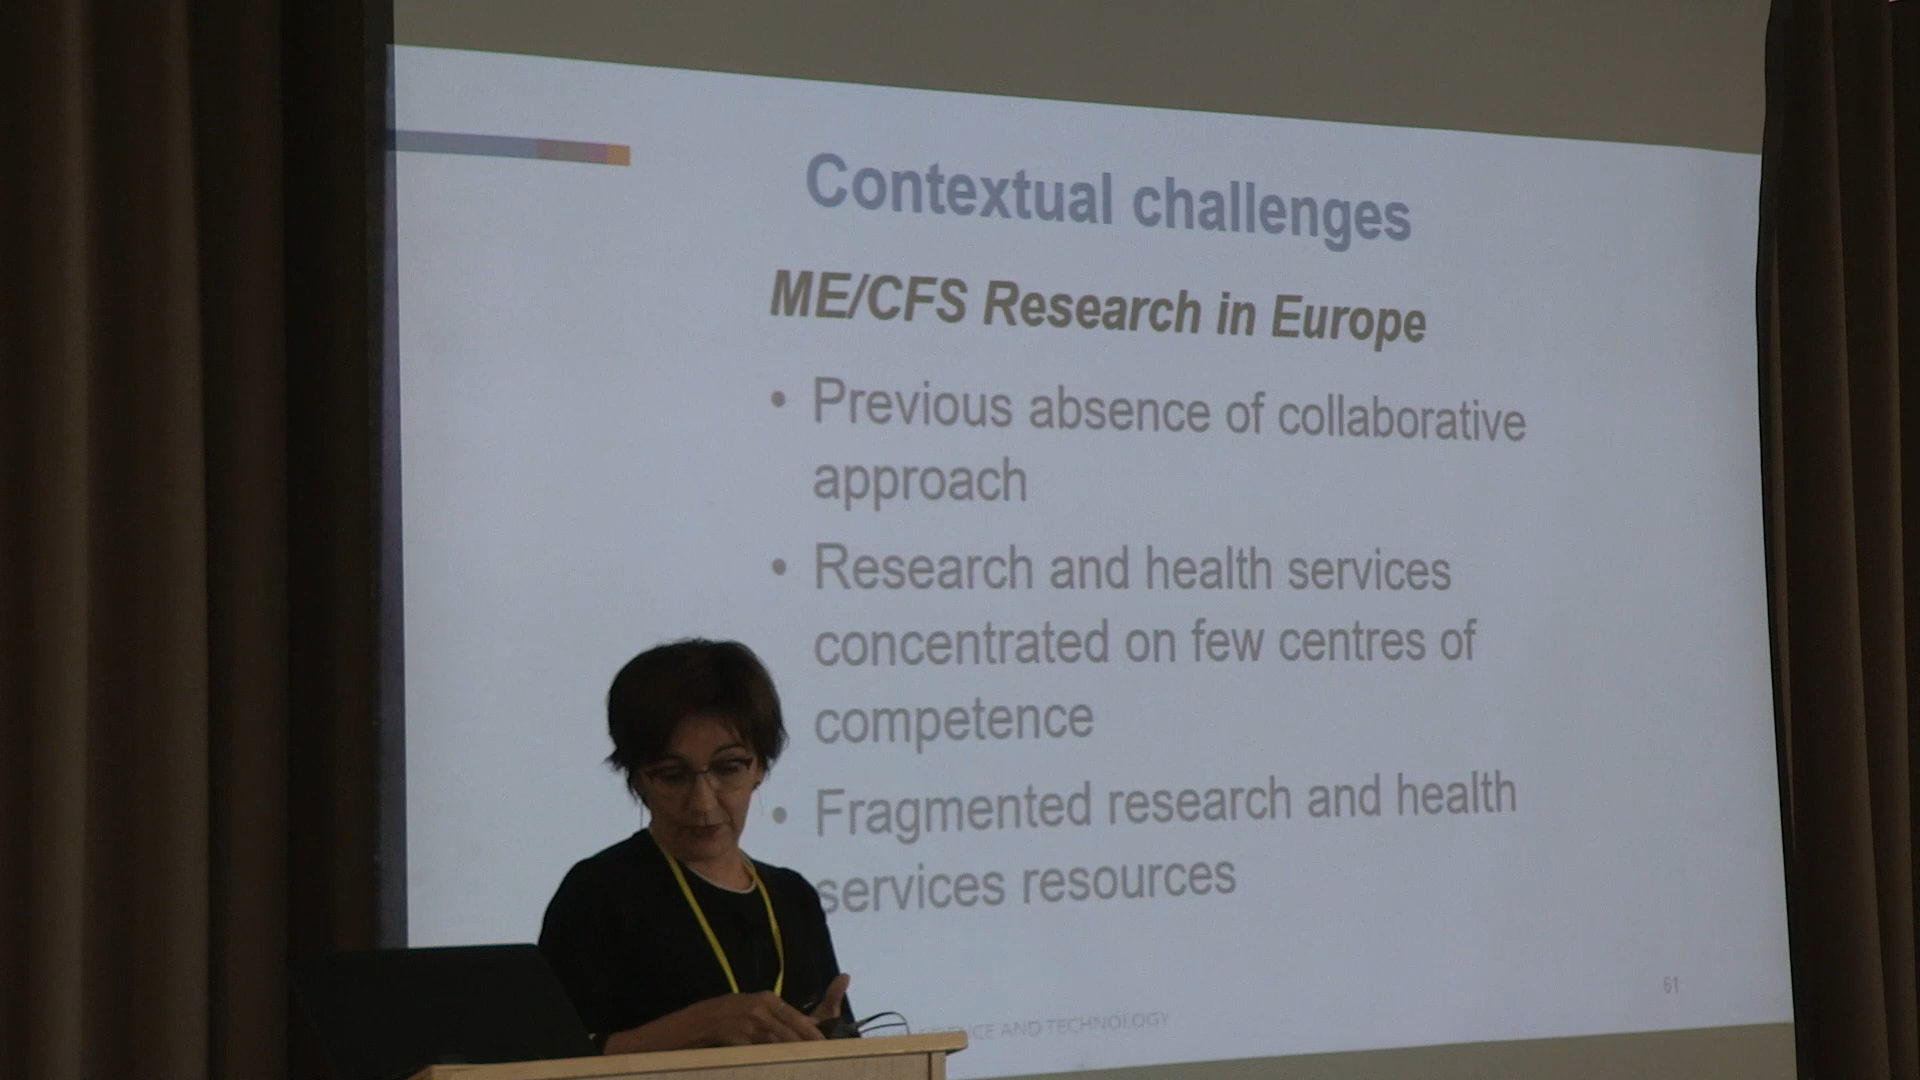 Contextual challenges
ME/CFS Research in Europe
• Previous absence of collaborative
approach
• Research and health services
concentrated on few centres of
competence
• Fragmented research and health
services resources
61
AND TECHNOLOGY